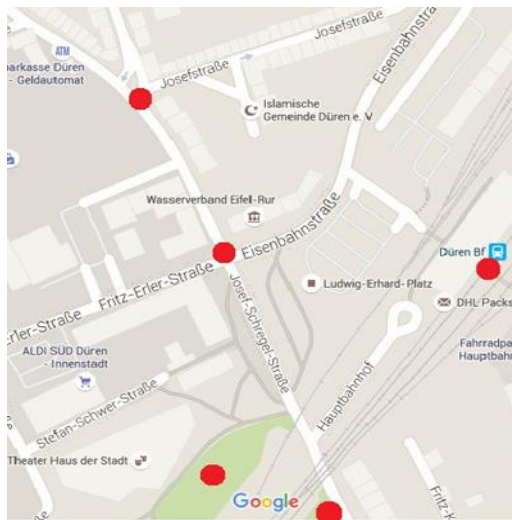 Josefstraße
ATM
parkasse Düren
- Geldautomat
Josefstraße
Eisenbahnstraße
Islamische
Gemeinde Düren e. V
Wasserverband Eifel-Rur
Eisenbahnstraße
Düren Bf
Fritz-Erler-Straße
Erler-Straße
Ludwig-Erhard-Platz
DHL Packs
Josef-Schregel-Straße
ALDI SÜD Düren
- Innenstadt
Fahrradpa
Hauptbahn
Hauptbahnhof
Stefan-Schwer-Straße
Theater Haus der Stadt
Google
Fritz-K